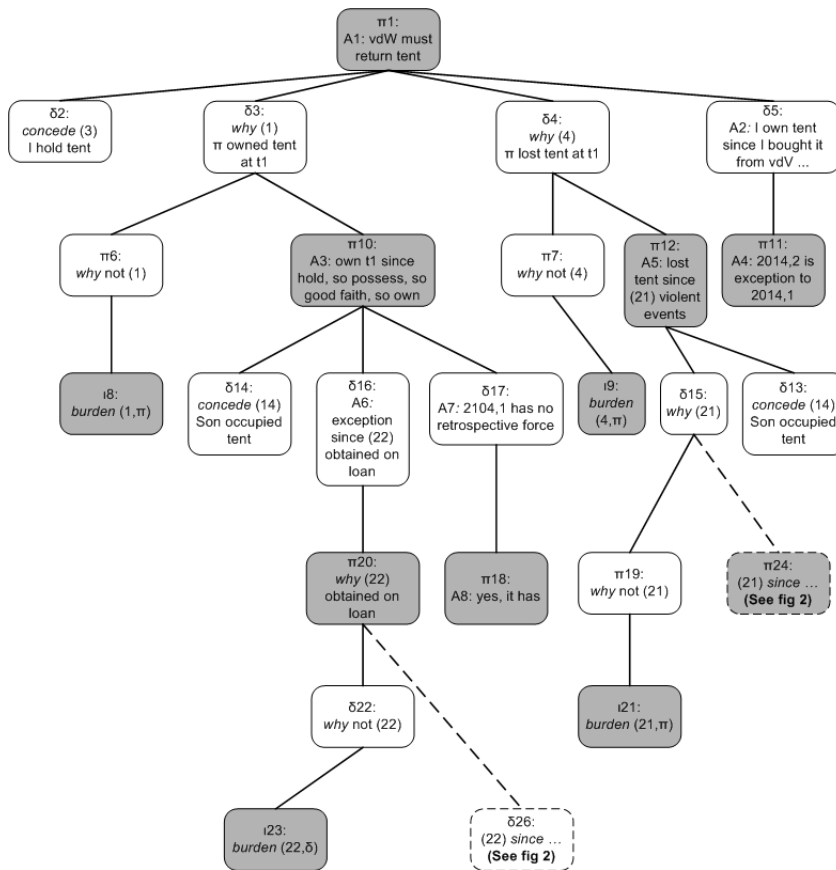 π1:
A1: vdW must
return tent
δ2:
concede (3)
I hold tent
δ3:
why (1)
π owned tent
at t1
δ4:
why (4)
π lost tent at t1
δ5:
A2: I own tent
since I bought it
from vdV ...
π6:
why not (1)
π10:
A3: own t1 since
hold, so possess, so
good faith, so own
π7:
why not (4)
π12:
A5: lost
tent since
(21) violent
events
π11:
A4: 2014,2 is
exception to
2014,1
ι8:
burden (1,π)
δ14:
concede (14)
Son occupied
tent
δ16:
A6:
exception
since (22)
obtained on
loan
δ17:
A7: 2104,1 has no
retrospective force
ι9:
burden
(4,π)
δ15:
why (21)
δ13:
concede (14)
Son occupied
tent
π20:
why (22)
obtained on
loan
π18:
A8: yes, it has
π19:
why not (21)
π24:
(21) since ...
(See fig 2)
δ22:
why not (22)
ι21:
burden (21,π)
ι23:
burden (22,δ)
δ26:
(22) since ...
(See fig 2)